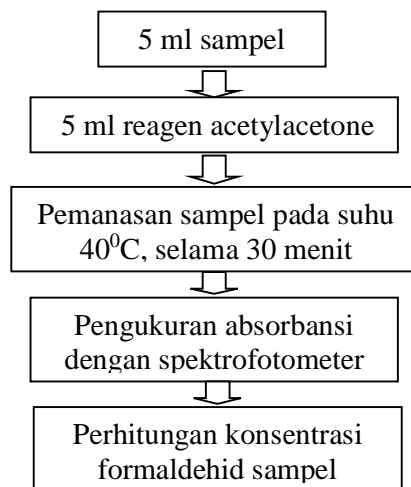 5 ml sampel
5 ml reagen acetylacetone
Pemanasan sampel pada suhu
40⁰C, selama 30 menit
Pengukuran absorbansi
dengan spektrofotometer
Perhitungan konsentrasi
formaldehid sampel